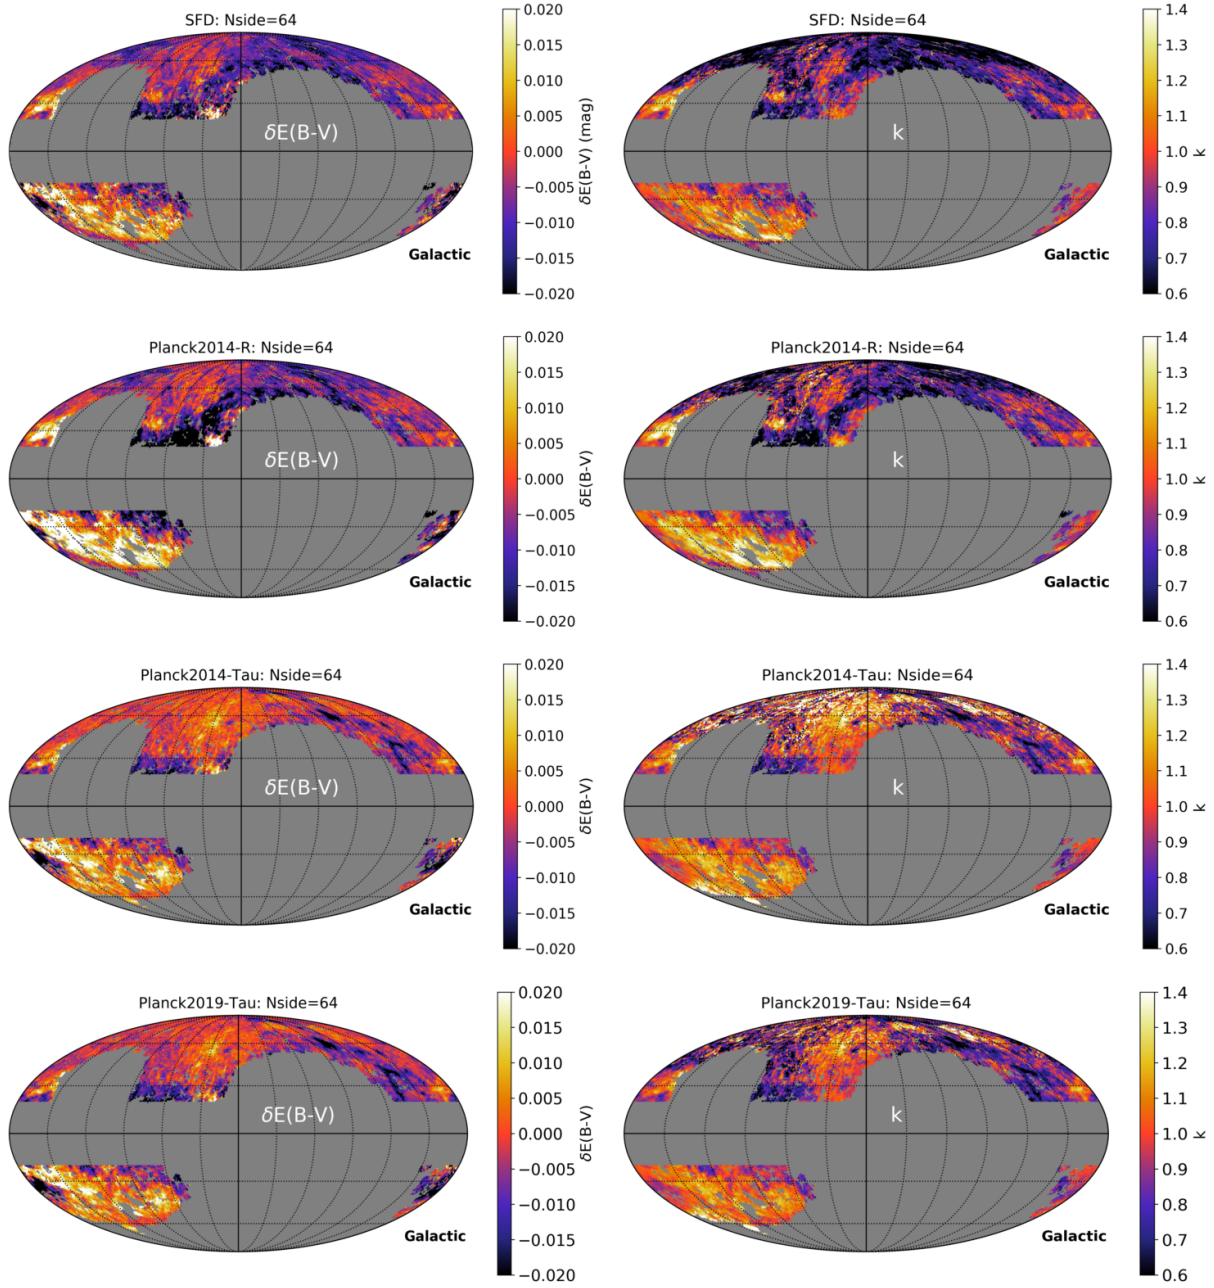 SFD: Nside=64
δE(B-V)
Galactic
0.020
0.015
0.010
0.005
0.000
−0.005
−0.010
−0.015
−0.020
δE(B-V) (mag)
SFD: Nside=64
k
Galactic
1.4
1.3
1.2
1.1
1.0
0.9
0.8
0.7
0.6
k
Planck2014-R: Nside=64
δE(B-V)
Galactic
0.020
0.015
0.010
0.005
0.000
−0.005
−0.010
−0.015
−0.020
δE(B-V)
Planck2014-R: Nside=64
k
Galactic
1.4
1.3
1.2
1.1
1.0
0.9
0.8
0.7
0.6
k
Planck2014-Tau: Nside=64
δE(B-V)
Galactic
0.020
0.015
0.010
0.005
0.000
−0.005
−0.010
−0.015
−0.020
δE(B-V)
Planck2014-Tau: Nside=64
k
Galactic
1.4
1.3
1.2
1.1
1.0
0.9
0.8
0.7
0.6
k
Planck2019-Tau: Nside=64
δE(B-V)
Galactic
0.020
0.015
0.010
0.005
0.000
−0.005
−0.010
−0.015
−0.020
δE(B-V)
Planck2019-Tau: Nside=64
k
Galactic
1.4
1.3
1.2
1.1
1.0
0.9
0.8
0.7
0.6
k